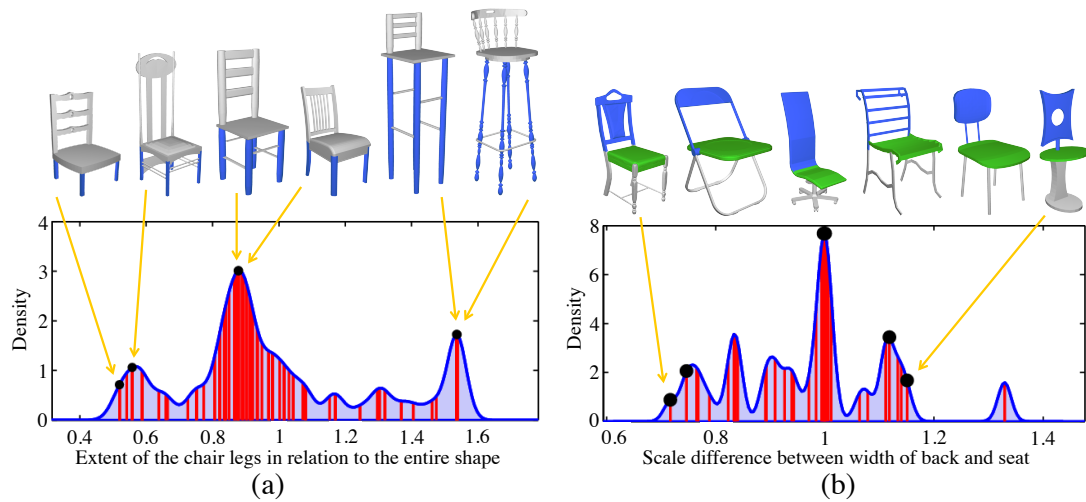 4
3
2
1
0
Density
0.4 0.6 0.8 1 1.2 1.4 1.6
Extent of the chair legs in relation to the entire shape
(a)
8
6
4
2
0
Density
0.6 0.8 1 1.2 1.4
Scale difference between width of back and seat
(b)